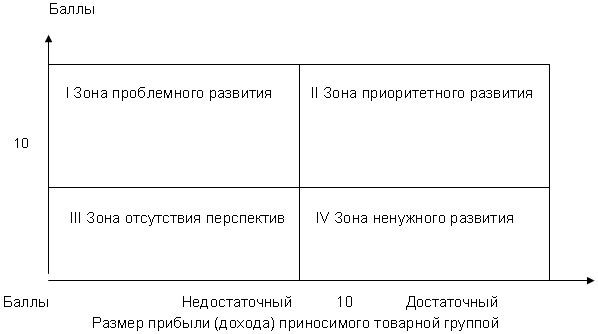 Баллы
I Зона проблемного развития
II Зона приоритетного развития
10
III Зона отсутствия перспектив
IV Зона ненужного развития
Баллы
Недостаточный
10
Достаточный
Размер прибыли (дохода) приносимого товарной группой